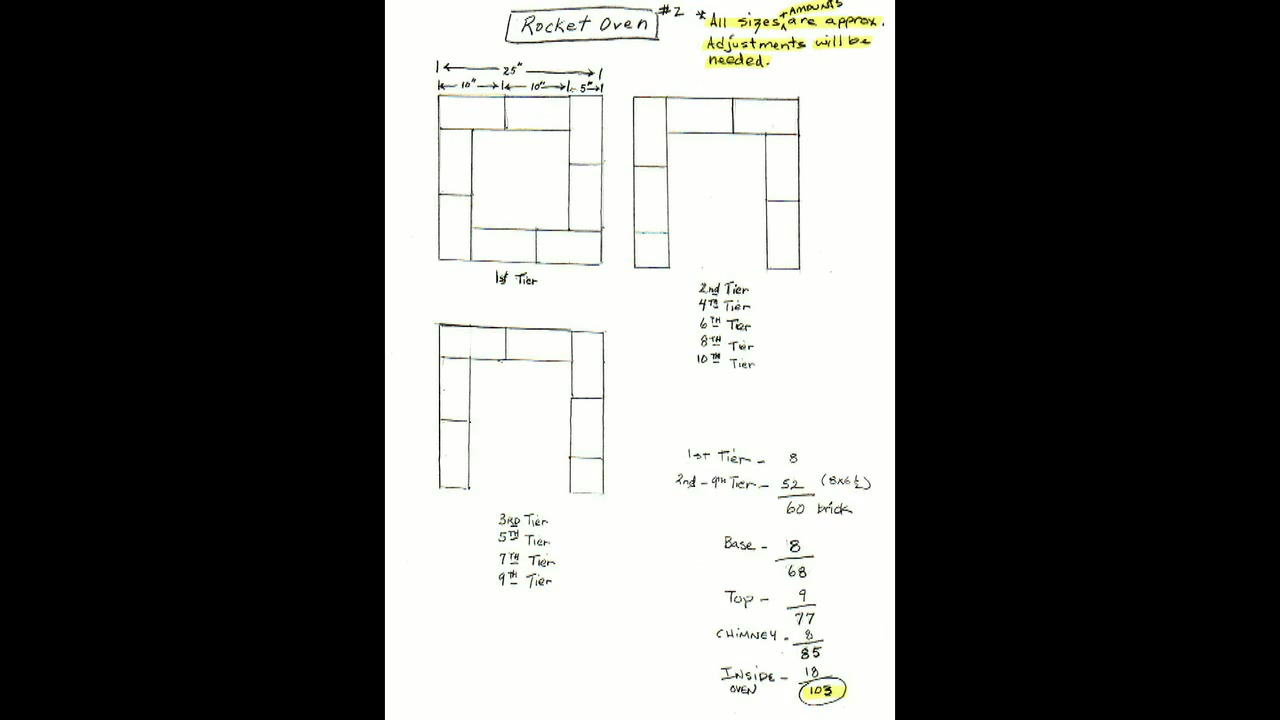 Rocket Oven #2
* All sizes + AMOUNTS are approx.
Adjustments will be
needed.
25"
10" 10" 5"
1st Tier
2nd Tier
4TH Tier
6TH Tier
8TH Tier
10TH Tier
3RD Tier
5TH Tier
7TH Tier
9TH Tier
1st Tier - 8
2nd - 9th Tier - 52 (8x6½)
60 brick
Base - 8
68
Top - 9
77
CHIMNEY - 8
85
INSIDE - 18
OVEN 103